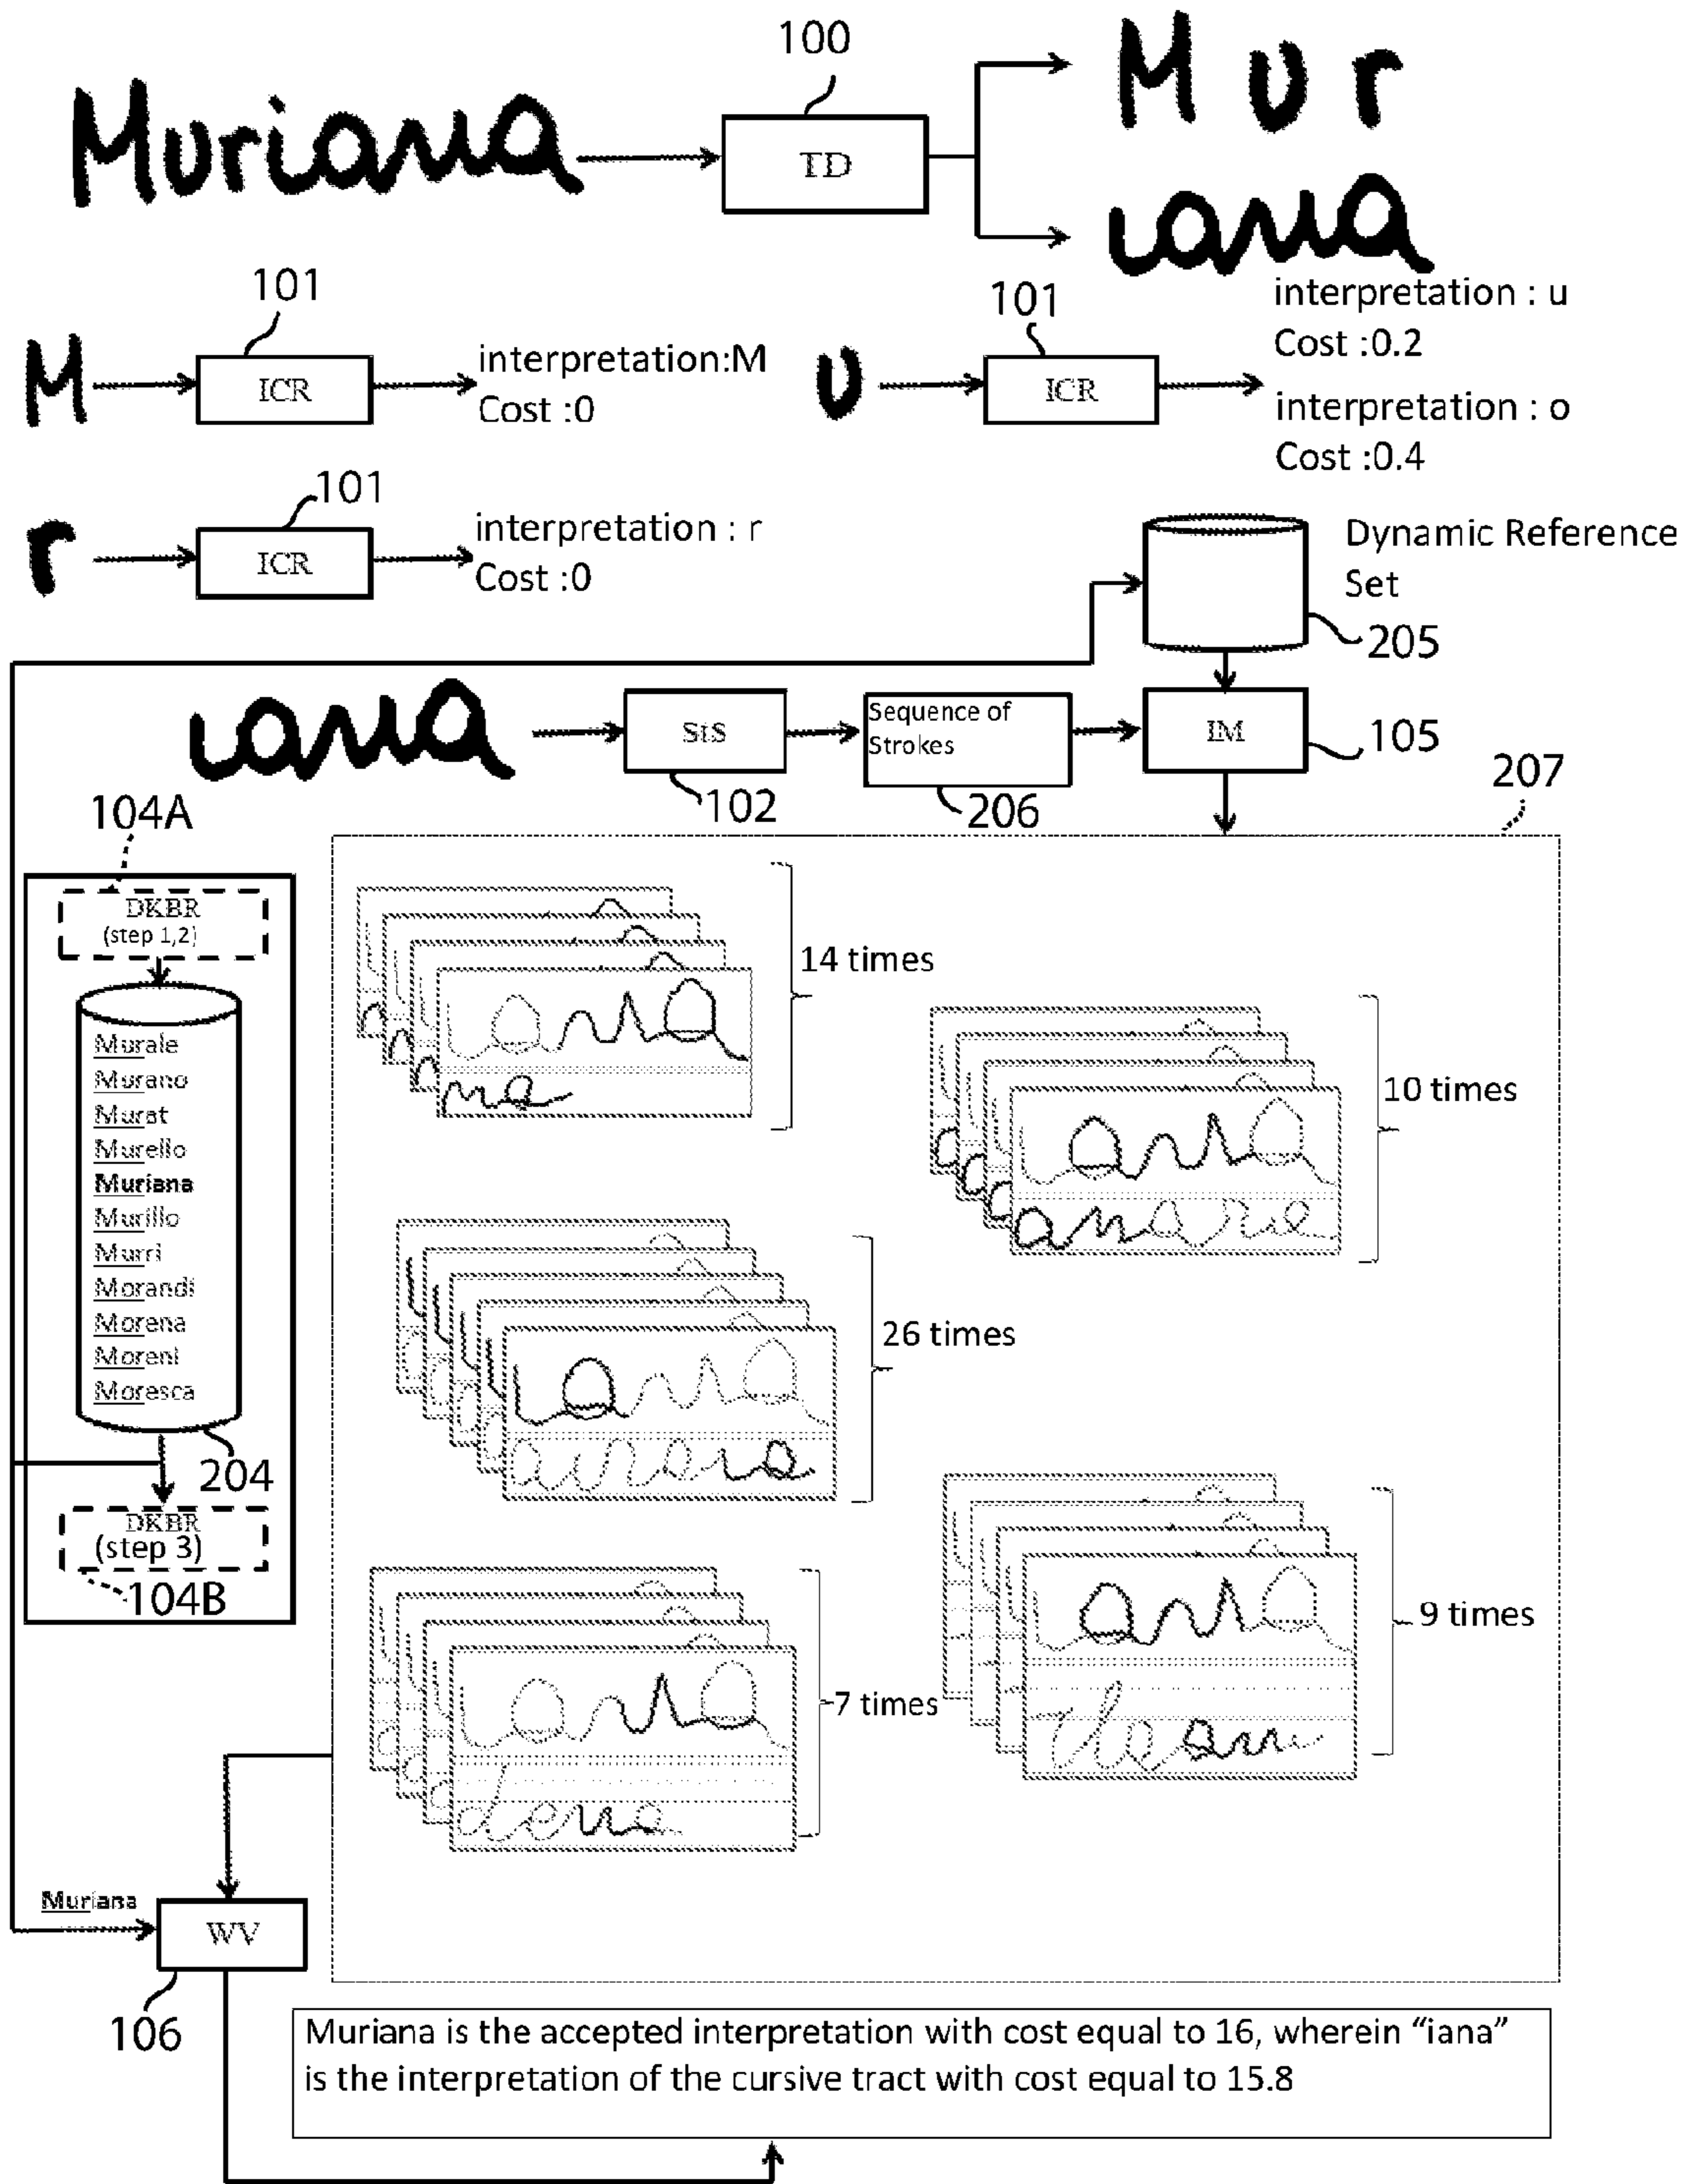 100
Muriana
TD
M u r
iana
101
M
ICR
interpretation:M
Cost :0
101
u
ICR
interpretation : u
Cost :0.2
interpretation : o
Cost :0.4
101
r
ICR
interpretation : r
Cost :0
Dynamic Reference
Set
205
iana
StS
102
Sequence of
Strokes
206
IM
105
207
104A
DKBR
(step 1,2)
Murale
Murano
Murat
Murello
Muriana
Murillo
Murri
Morandi
Morena
Moreni
Moresca
204
DKBR
(step 3)
104B
14 times
10 times
26 times
9 times
7 times
Muriana
WV
106
Muriana is the accepted interpretation with cost equal to 16, wherein “iana”
is the interpretation of the cursive tract with cost equal to 15.8